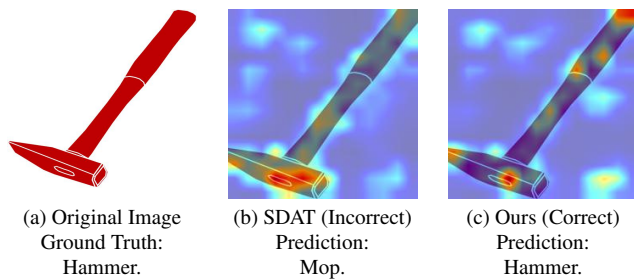 (a) Original Image
Ground Truth:
Hammer.
(b) SDAT (Incorrect)
Prediction:
Mop.
(c) Ours (Correct)
Prediction:
Hammer.